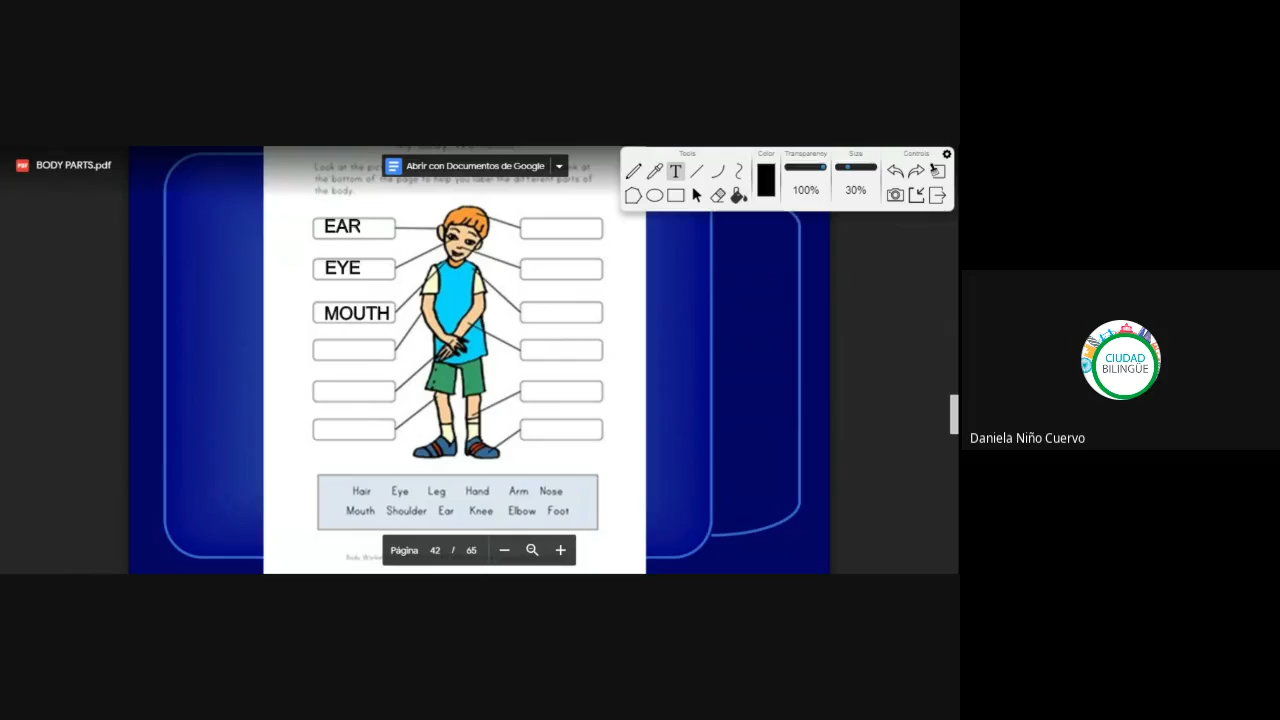 BODY PARTS.pdf
Abrir con Documentos de Google
Tools
Color
Transparency
Size
Controls
100%
30%
Look at the
at
the bottom of the page to help you label the different parts of
the body.
EAR
EYE
MOUTH
Hair Eye Leg Hand Arm Nose
Mouth Shoulder Ear Knee Elbow Foot
Página 42 / 65
CIUDAD
BILINGÜE
Daniela Niño Cuervo